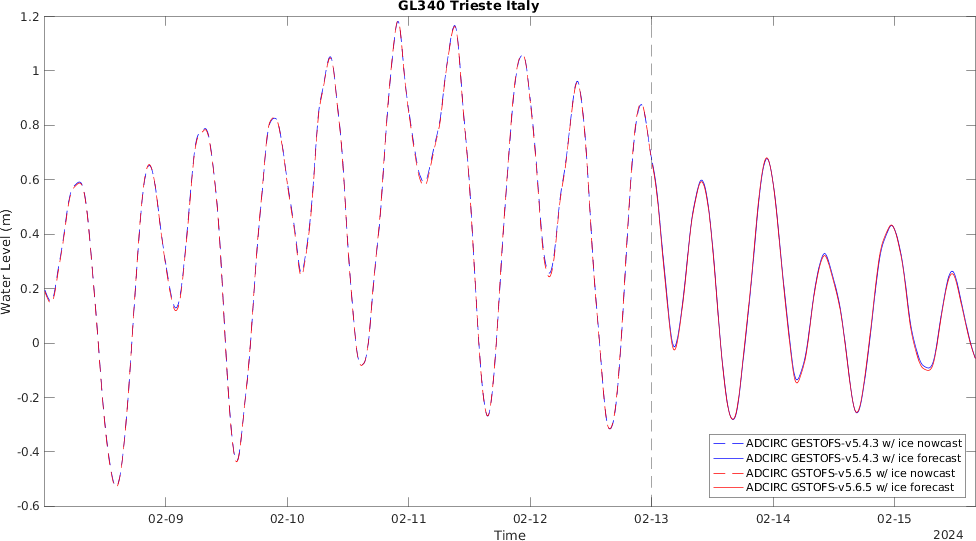 GL340 Trieste Italy
1.2
1
0.8
0.6
0.4
0.2
0
-0.2
-0.4
-0.6
Water Level (m)
02-09
02-10
02-11
02-12
02-13
02-14
02-15
Time
2024
ADCIRC GESTOFS-v5.4.3 w/ ice nowcast
ADCIRC GESTOFS-v5.4.3 w/ ice forecast
ADCIRC GSTOFS-v5.6.5 w/ ice nowcast
ADCIRC GSTOFS-v5.6.5 w/ ice forecast